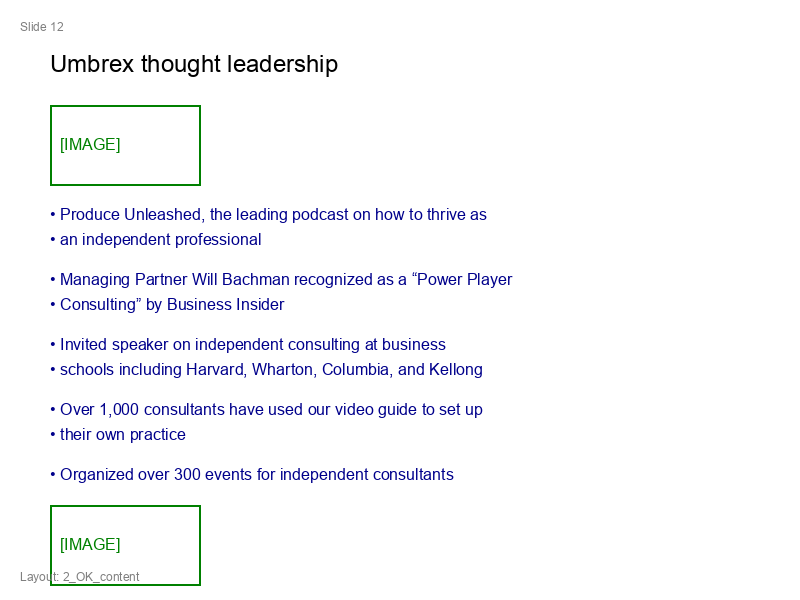 Slide 12
Umbrex thought leadership
[IMAGE]
• Produce Unleashed, the leading podcast on how to thrive as
• an independent professional
• Managing Partner Will Bachman recognized as a “Power Player
• Consulting” by Business Insider
• Invited speaker on independent consulting at business
• schools including Harvard, Wharton, Columbia, and Kellong
• Over 1,000 consultants have used our video guide to set up
• their own practice
• Organized over 300 events for independent consultants
[IMAGE]
Layout: 2_OK_content